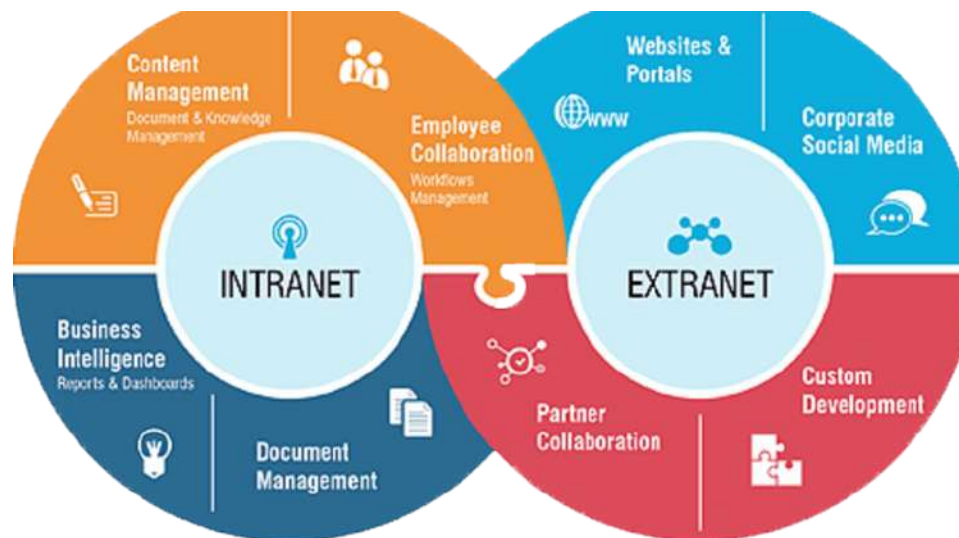 Content
Management
Document & Knowledge
Management
Employee
Collaboration
Workflows
Management
INTRANET
Business
Intelligence
Reports & Dashboards
Document
Management
Websites &
Portals
WWW
Corporate
Social Media
EXTRANET
Partner
Collaboration
Custom
Development